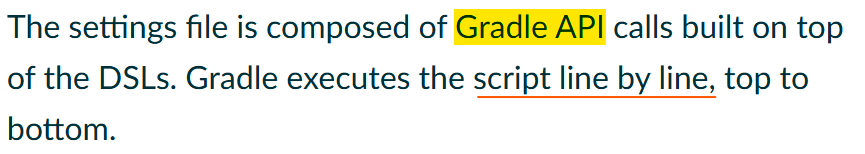 The settings file is composed of Gradle API calls built on top
of the DSLs. Gradle executes the script line by line, top to
bottom.